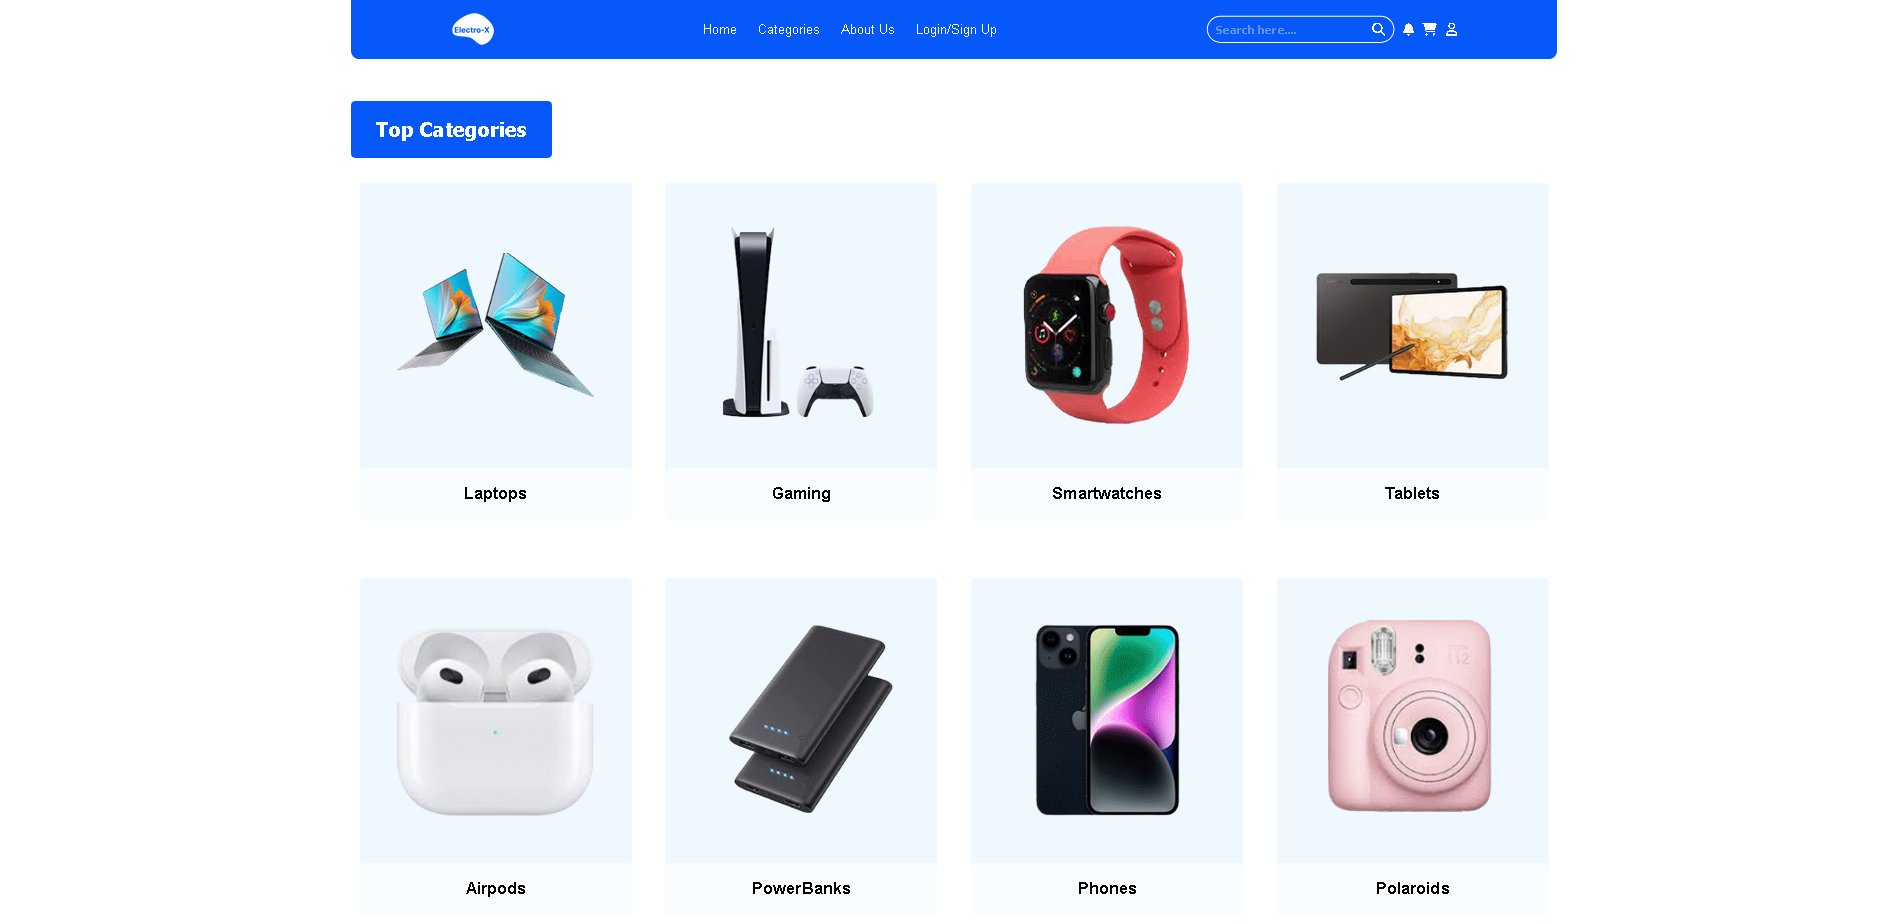 Electro-X
Home Categories About Us Login/Sign Up
Search here....
Top Categories
Laptops Gaming Smartwatches Tablets
112
Airpods PowerBanks Phones Polaroids